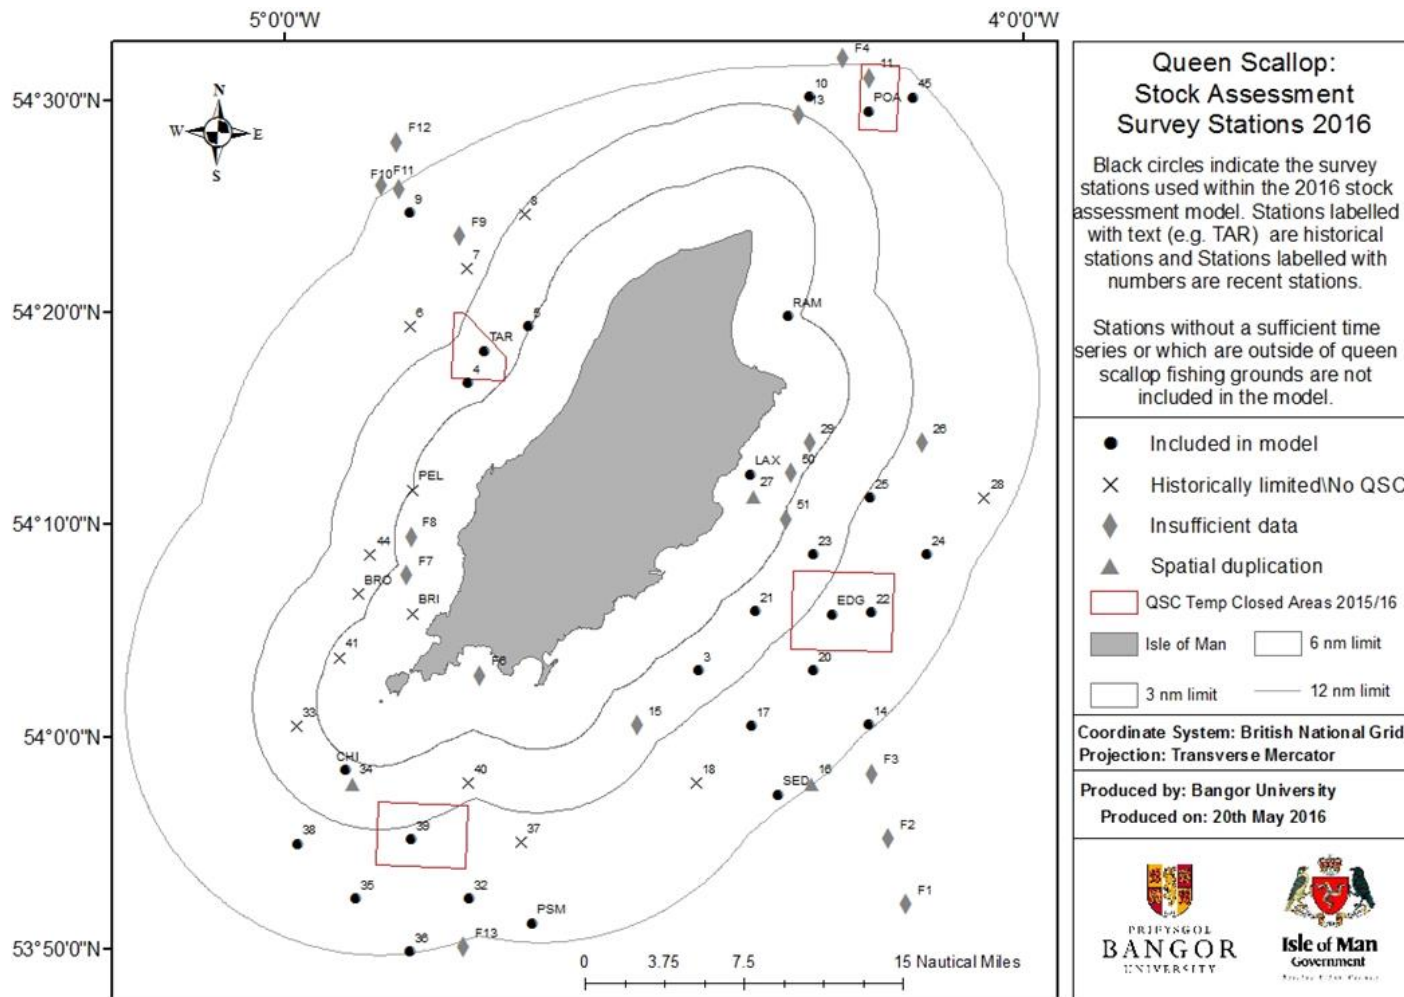 5°0'0"W
4°0'0"W
54°30'0"N
54°20'0"N
54°10'0"N
54°0'0"N
53°50'0"N
N
W
E
S
F4
11
10
13
POA
45
F12
F10
F11
9
8
F9
7
6
5
TAR
4
RAM
PEL
29
26
LAX
50
27
25
28
51
F8
44
F7
23
24
BRO
BRI
EDG
22
21
41
F6
3
20
33
15
17
14
CHI
34
40
18
SED
16
F3
38
39
37
F2
35
32
PSM
F1
36
F13
0
3.75
7.5
15 Nautical Miles
Queen Scallop:
Stock Assessment
Survey Stations 2016
Black circles indicate the survey
stations used within the 2016 stock
assessment model. Stations labelled
with text (e.g. TAR) are historical
stations and Stations labelled with
numbers are recent stations.
Stations without a sufficient time
series or which are outside of queen
scallop fishing grounds are not
included in the model.
Included in model
Historically limited\No QSC
Insufficient data
Spatial duplication
QSC Temp Closed Areas 2015/16
Isle of Man
6 nm limit
3 nm limit
12 nm limit
Coordinate System: British National Grid
Projection: Transverse Mercator
Produced by: Bangor University
Produced on: 20th May 2016
PRIFYSGOL
BANGOR
UNIVERSITY
Isle of Man
Government